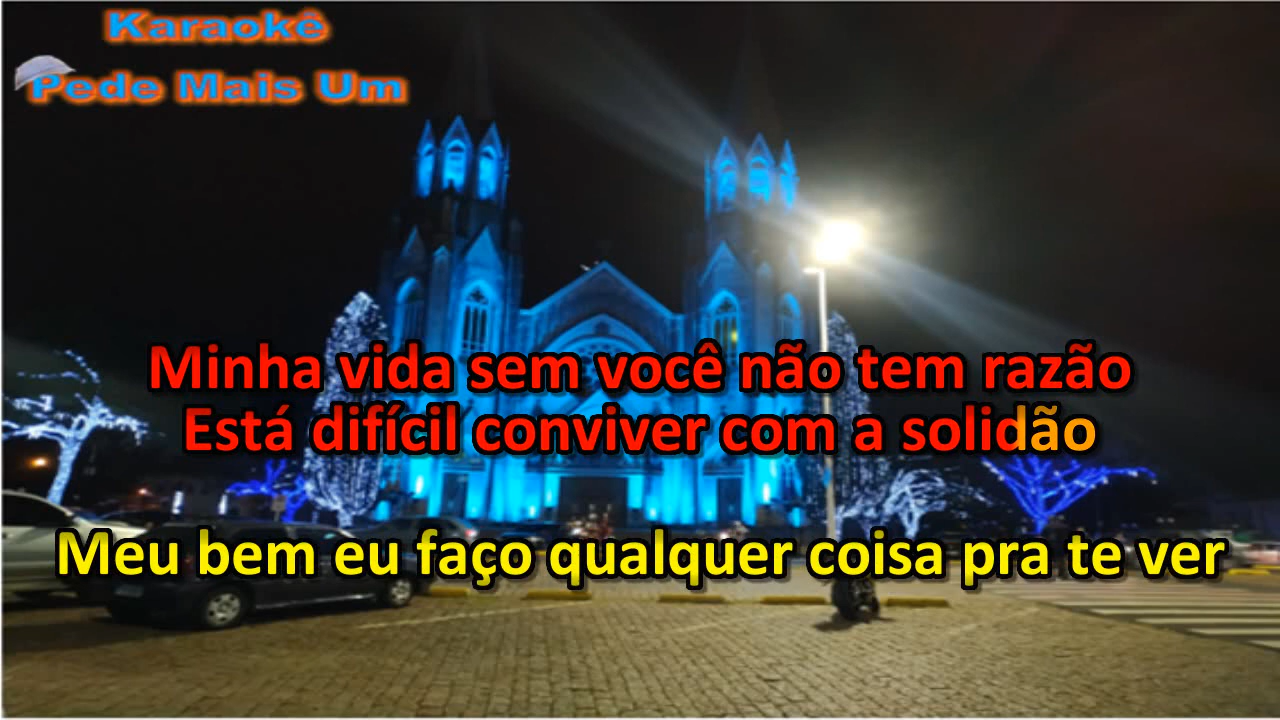 Karaokê
Pede Mais Um
Minha vida sem você não tem razão
Está difícil conviver com a solidão
Meu bem eu faço qualquer coisa pra te ver